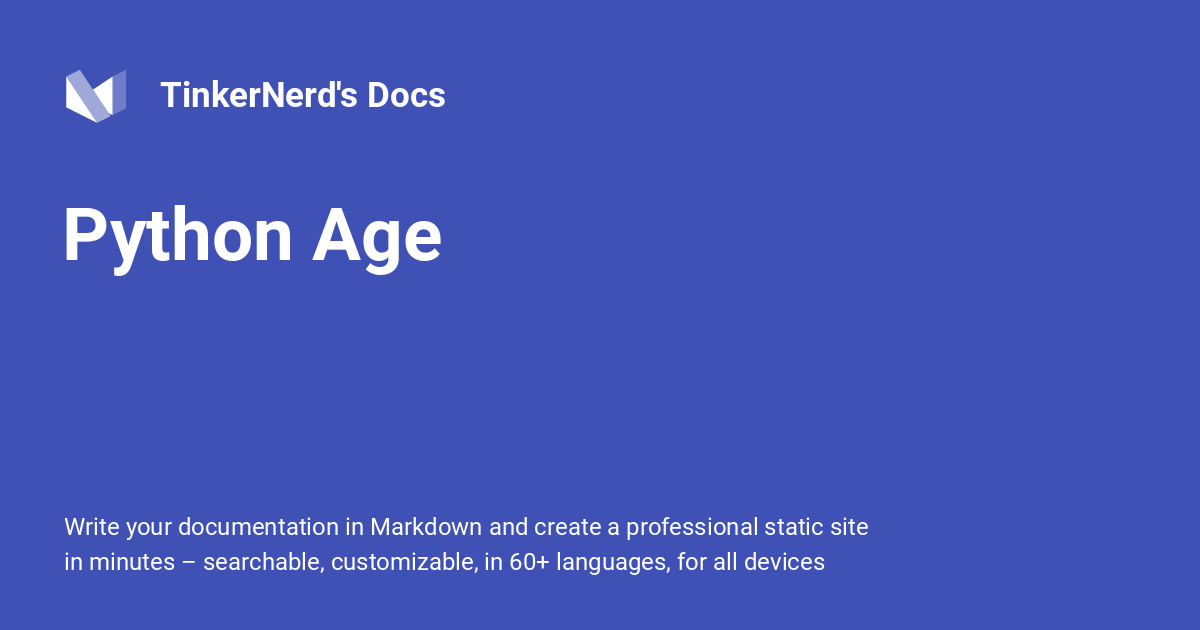 TinkerNerd's Docs
Python Age
Write your documentation in Markdown and create a professional static site
in minutes – searchable, customizable, in 60+ languages, for all devices